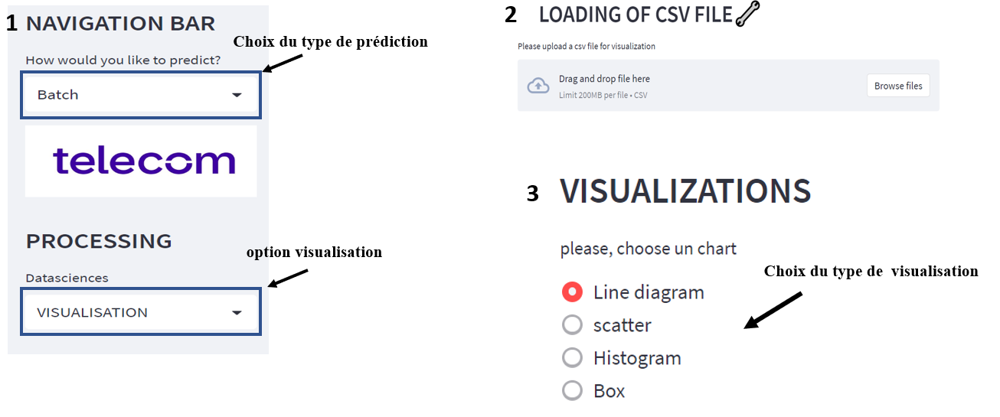 1 NAVIGATION BAR
Choix du type de prédiction
How would you like to predict?
Batch
telecom
PROCESSING
option visualisation
Datasciences
VISUALISATION
2 LOADING OF CSV FILE
Please upload a csv file for visualization
Drag and drop file here
Limit 200MB per file • CSV
Browse files
3 VISUALIZATIONS
please, choose un chart
Choix du type de visualisation
Line diagram
scatter
Histogram
Box